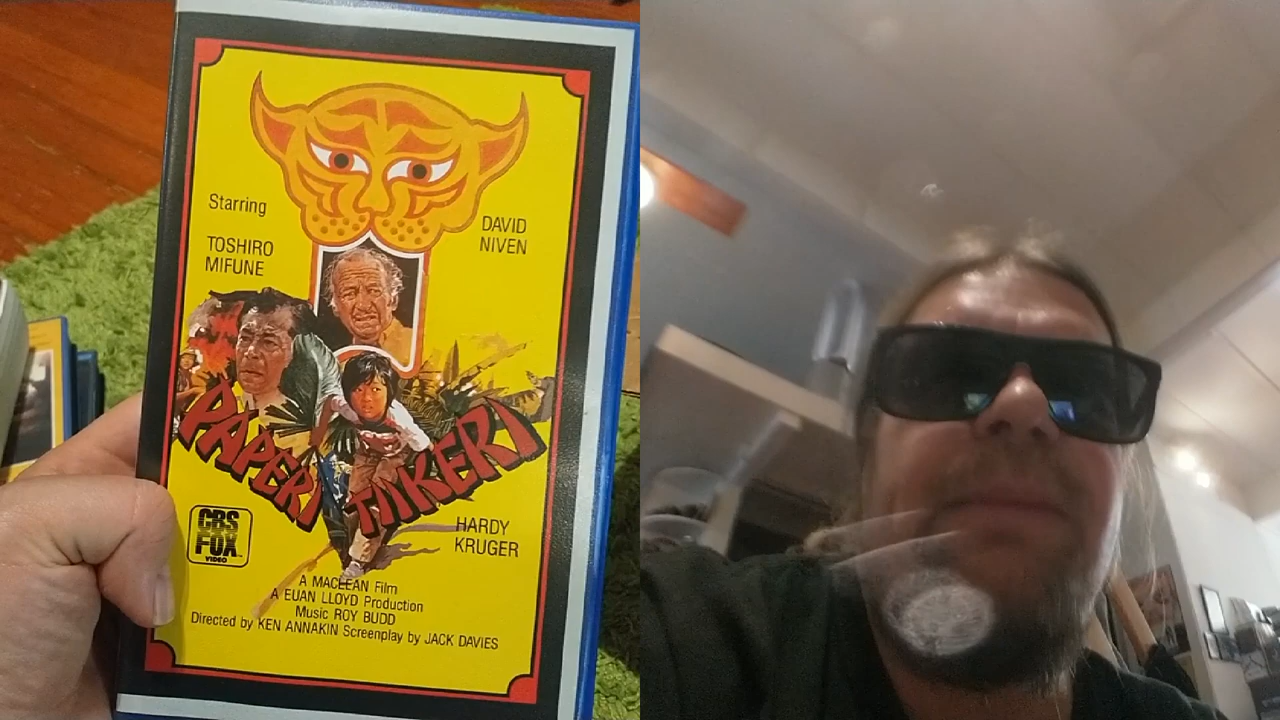 Starring
TOSHIRO
MIFUNE
DAVID
NIVEN
PAPERI TIIKERI
CBS
FOX
VIDEO
HARDY
KRUGER
A MACLEAN Film
A EUAN LLOYD Production
Music ROY BUDD
Directed by KEN ANNAKIN Screenplay by JACK DAVIES